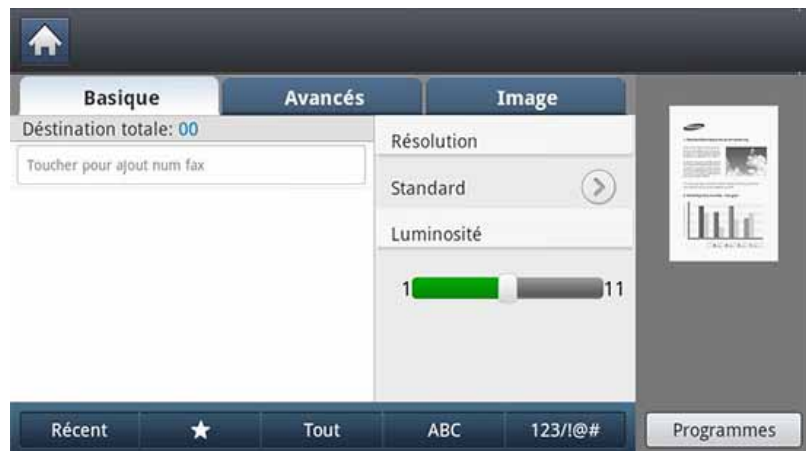 Basique Avancés Image
Déstination totale: 00
Toucher pour ajout num fax
Résolution
Standard
Luminosité
1 11
Récent ★ Tout ABC 123/!@# Programmes